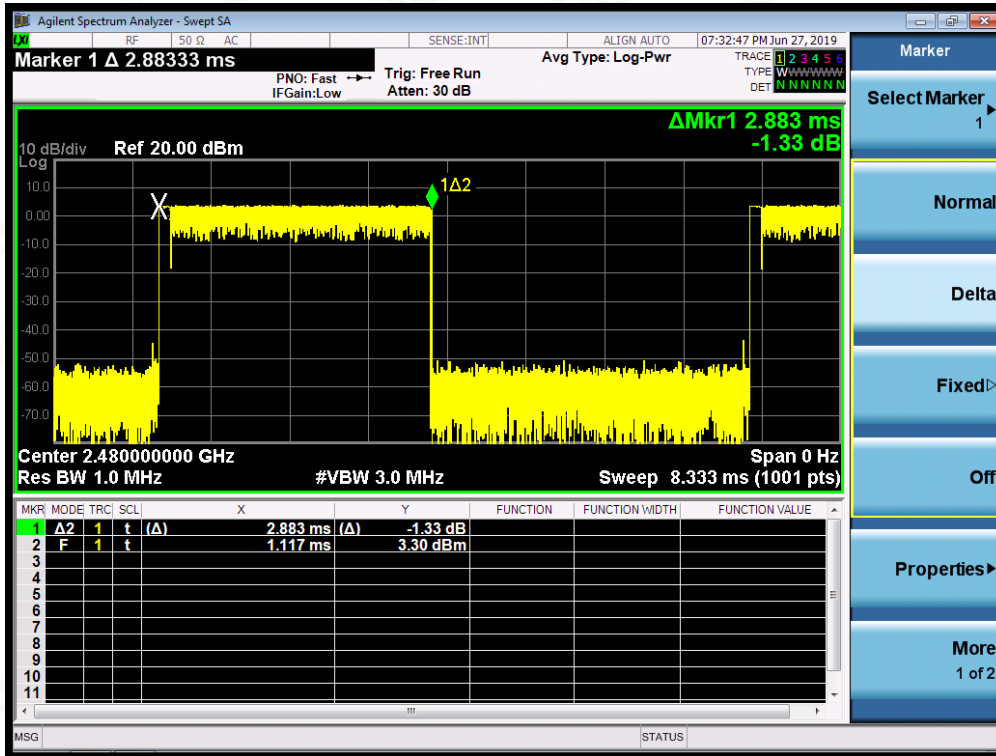 Agilent Spectrum Analyzer - Swept SA
LXI RF 50 Ω AC SENSE:INT ALIGN AUTO 07:32:47 PM Jun 27, 2019
Marker 1 Δ 2.88333 ms
PNO: Fast
IFGain:Low
Trig: Free Run
Atten: 30 dB
Avg Type: Log-Pwr
TRACE 1 2 3 4 5 6
TYPE WWWWWW
DET N N N N N N
ΔMkr1 2.883 ms
-1.33 dB
10 dB/div Ref 20.00 dBm
Log
10.0
0.00
-10.0
-20.0
-30.0
-40.0
-50.0
-60.0
-70.0
X
1Δ2
Center 2.480000000 GHz Span 0 Hz
Res BW 1.0 MHz #VBW 3.0 MHz Sweep 8.333 ms (1001 pts)
MKR MODE TRC SCL X Y FUNCTION FUNCTION WIDTH FUNCTION VALUE
1 Δ2 1 t (Δ) 2.883 ms (Δ) -1.33 dB
2 F 1 t 1.117 ms 3.30 dBm
3
4
5
6
7
8
9
10
11
MSG STATUS
Marker
Select Marker
1
Normal
Delta
Fixed
Off
Properties
More
1 of 2